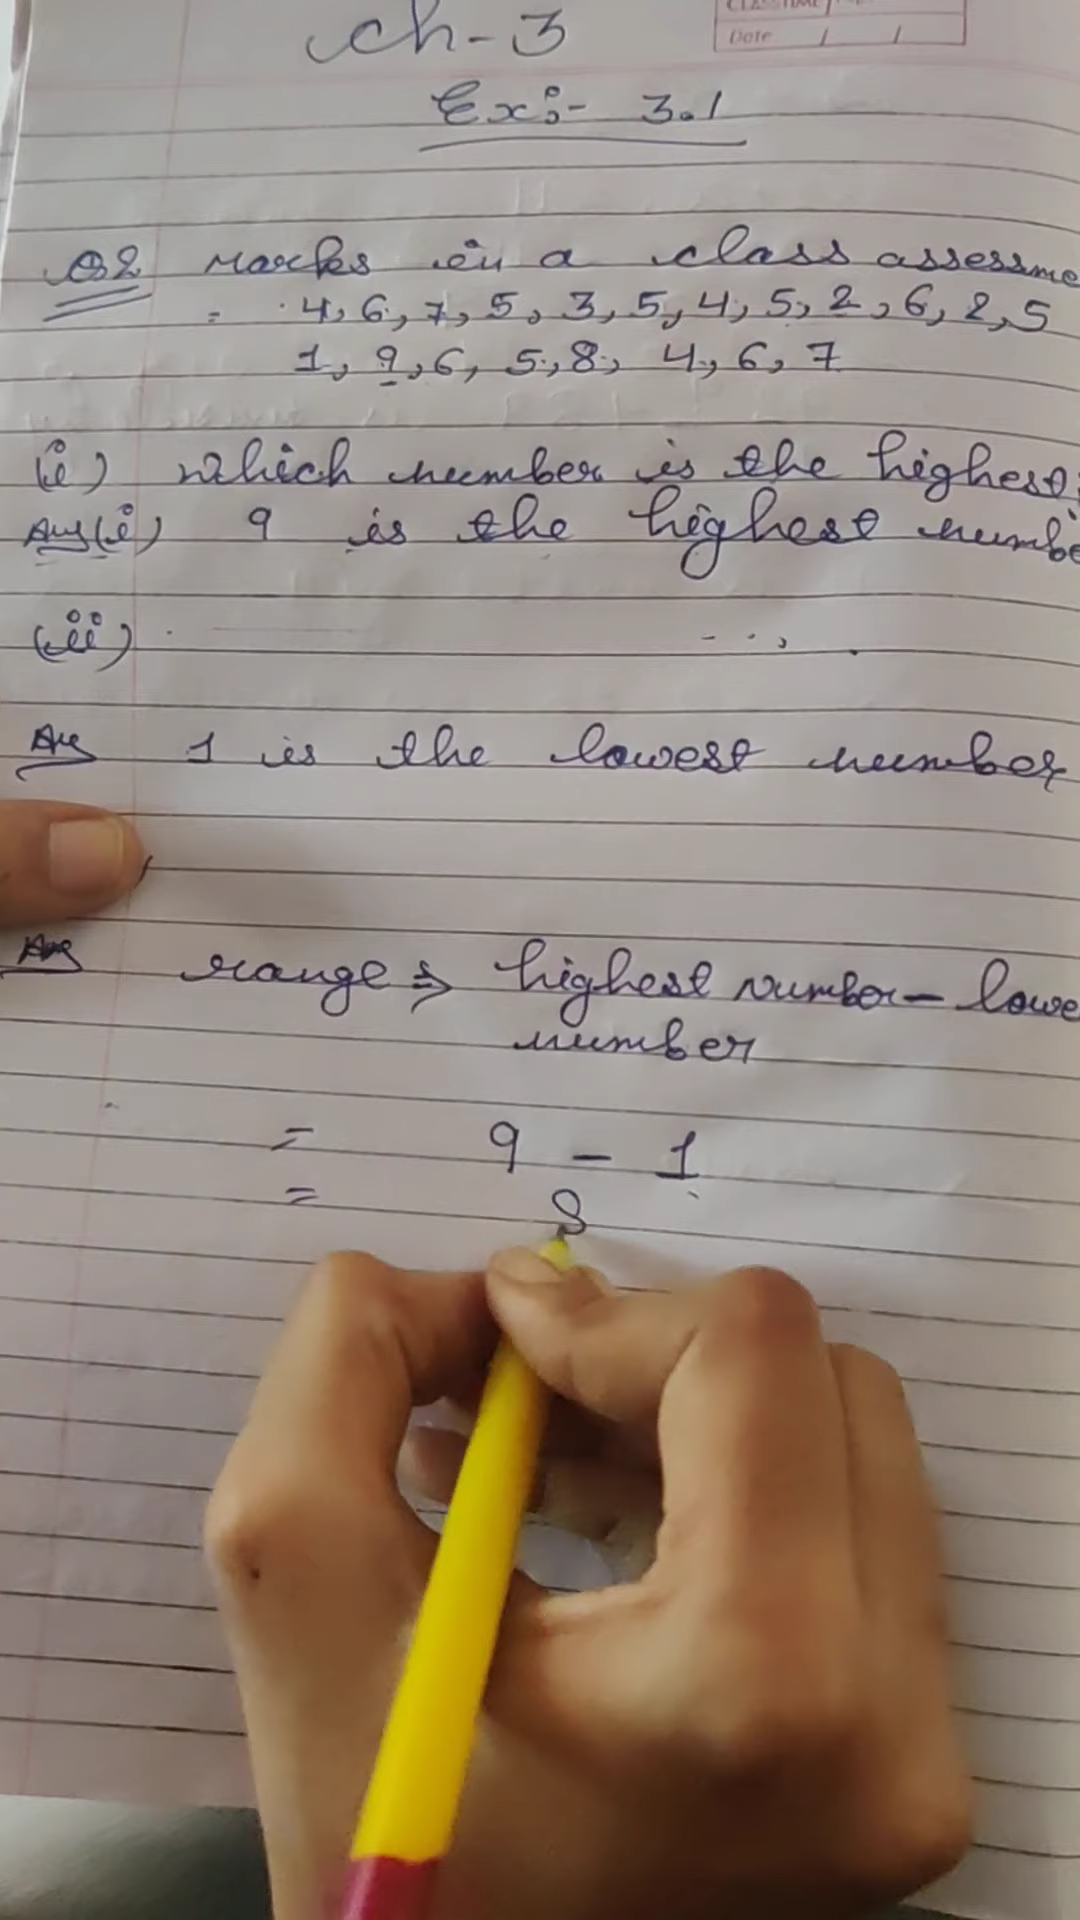 ch-3
Date / /
Ex:- 3.1
Q2 Marks in a class assessme
= 4, 6, 7, 5, 3, 5, 4, 5, 2, 6, 2, 5
1, 9, 6, 5, 8, 4, 6, 7
(i) which number is the highest
Ans(i) 9 is the highest numbe
(ii)
Ans 1 is the lowest number
Ans range ⇒ highest number - lowe
number
= 9 - 1
= 8